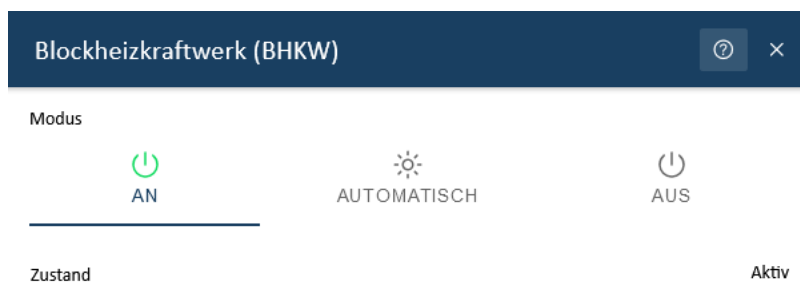 Blockheizkraftwerk (BHKW)
Modus
AN AUTOMATISCH AUS
Zustand Aktiv